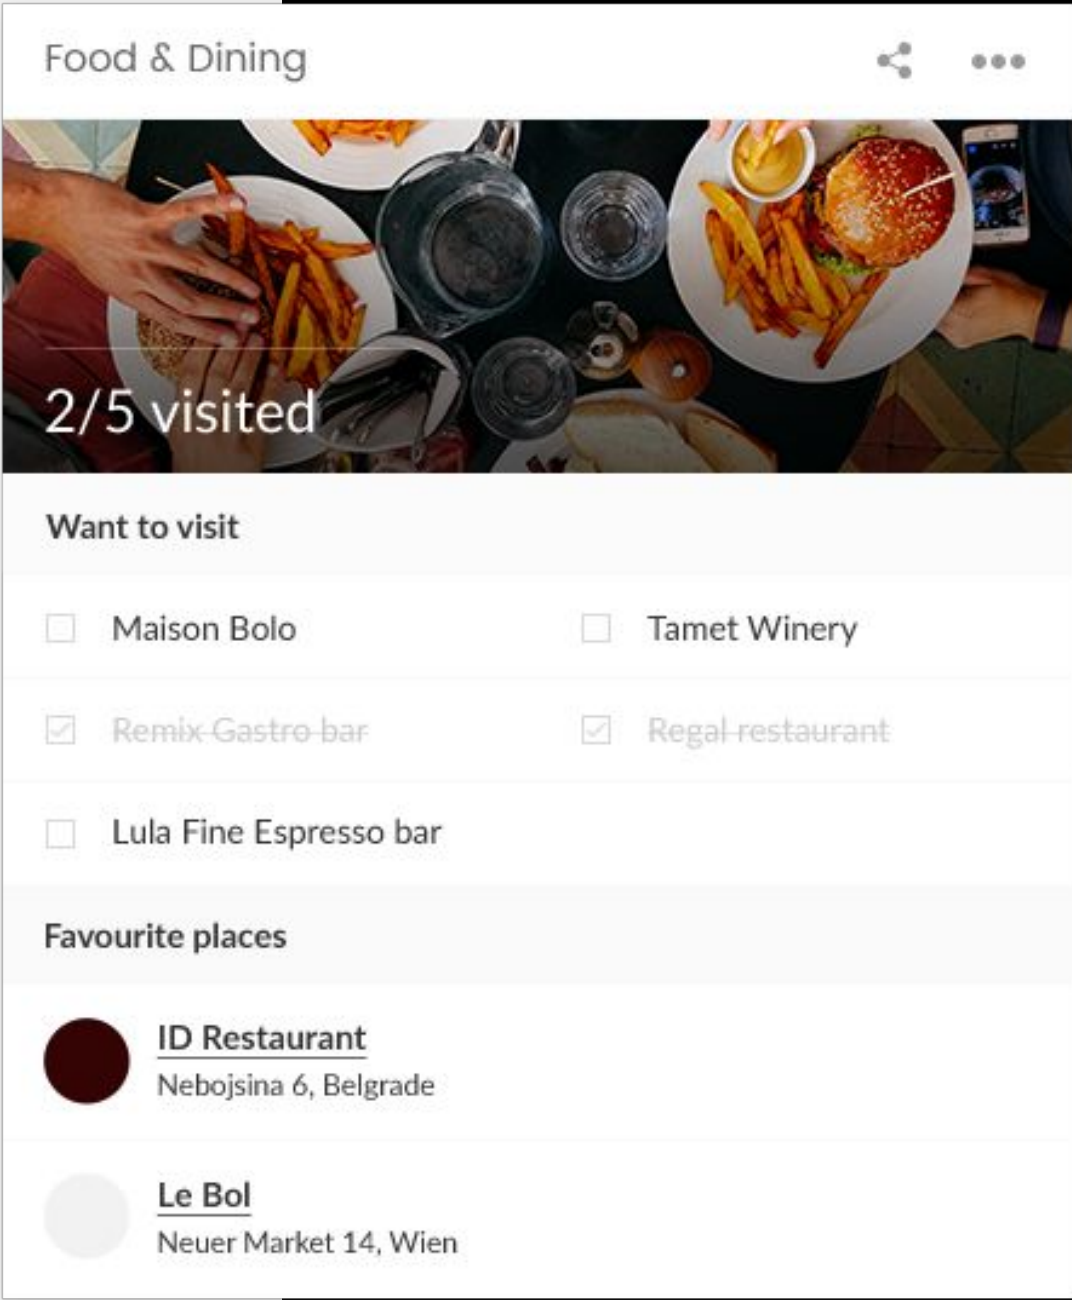 Food & Dining
2/5 visited
Want to visit
Maison Bolo
Tamet Winery
Remix Gastro bar
Regal restaurant
Lula Fine Espresso bar
Favourite places
ID Restaurant
Nebojsina 6, Belgrade
Le Bol
Neuer Market 14, Wien